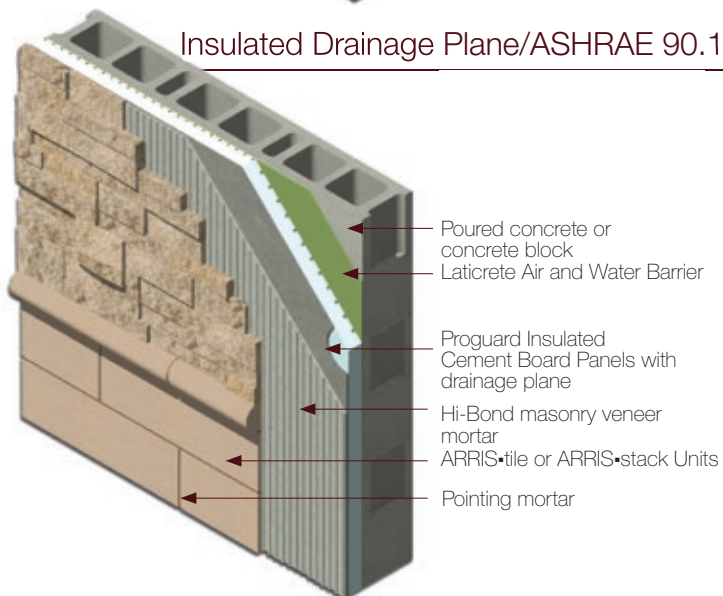 Insulated Drainage Plane/ASHRAE 90.1
Poured concrete or
concrete block
Laticrete Air and Water Barrier
Proguard Insulated
Cement Board Panels with
drainage plane
Hi-Bond masonry veneer
mortar
ARRIS▪tile or ARRIS▪stack Units
Pointing mortar